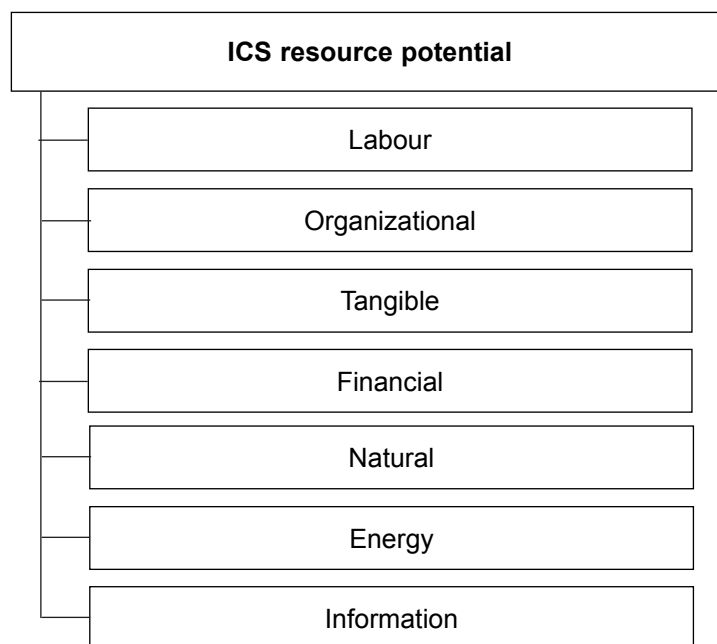 ICS resource potential
Labour
Organizational
Tangible
Financial
Natural
Energy
Information